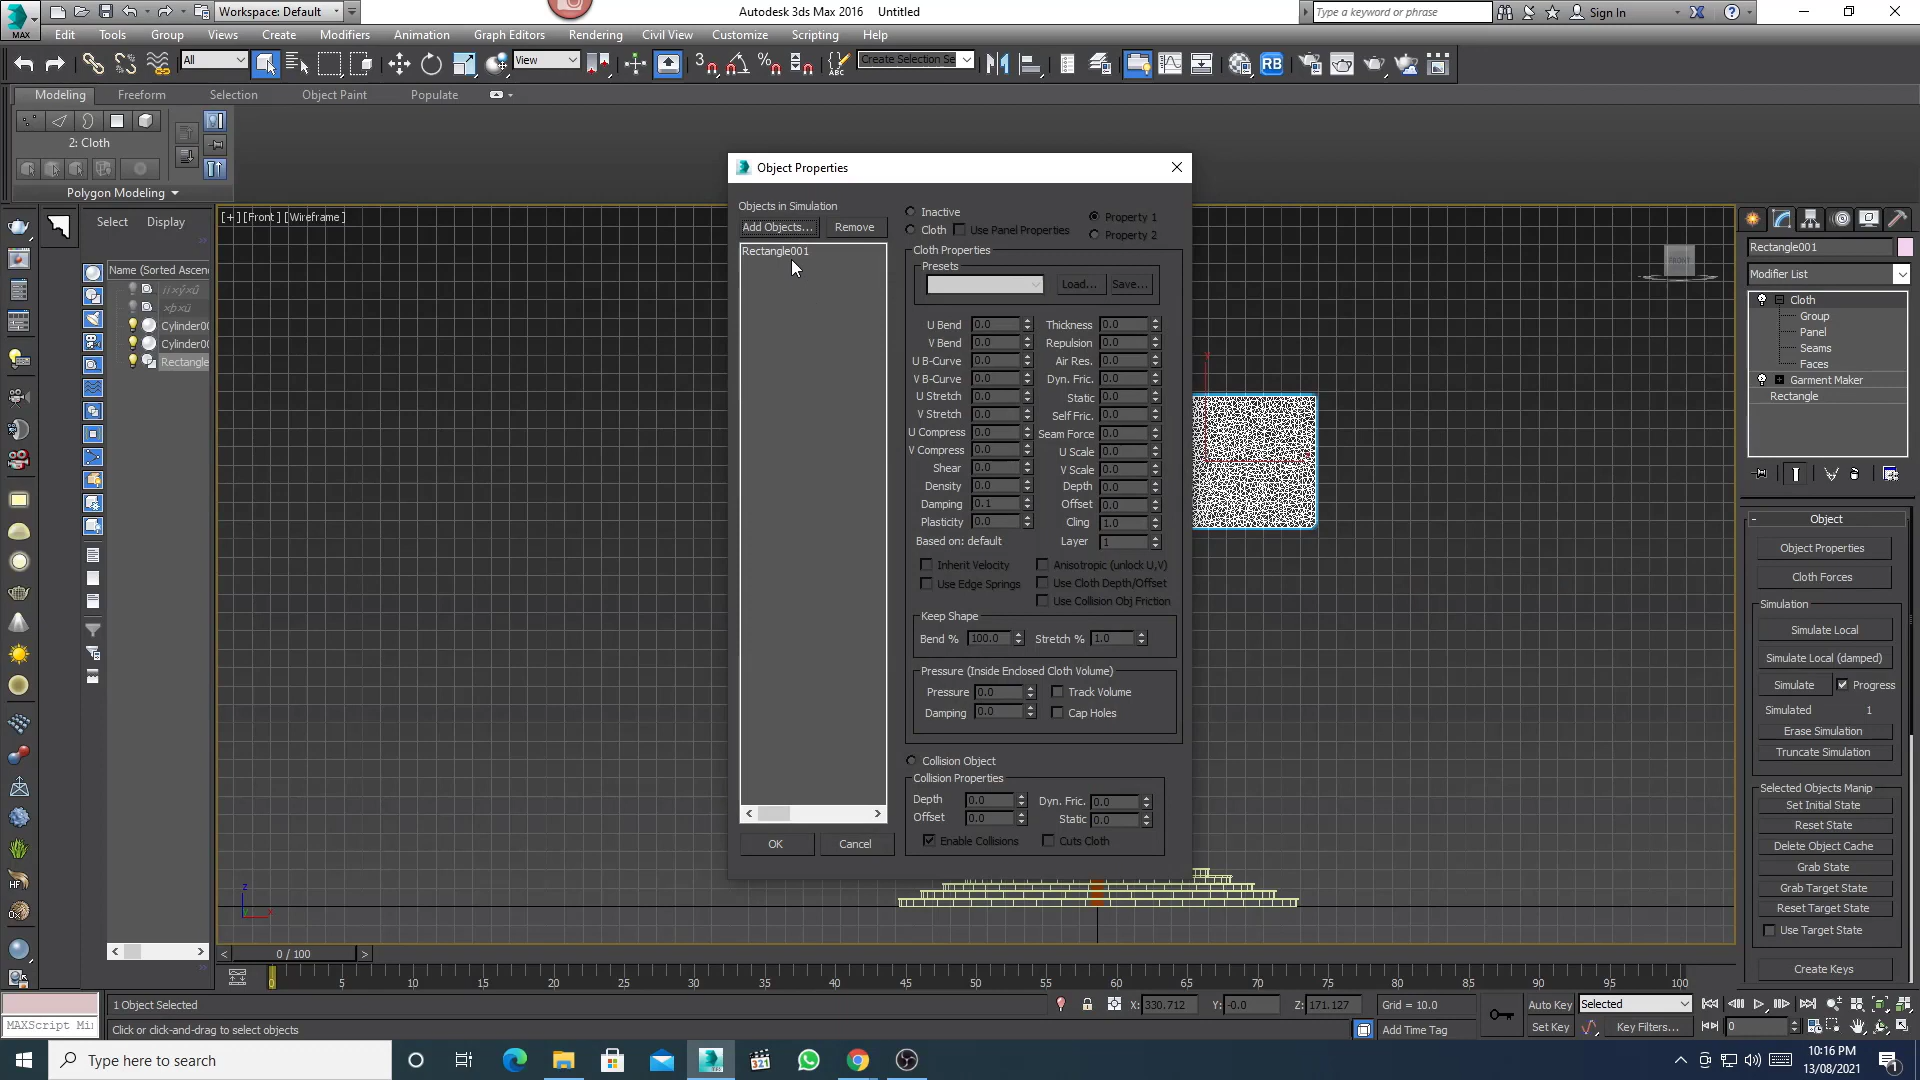 Workspace: Default
Autodesk 3ds Max 2016
Untitled
Type a keyword or phrase
Sign In
MAX
Edit
Tools
Group
Views
Create
Modifiers
Animation
Graph Editors
Rendering
Civil View
Customize
Scripting
Help
All
View
3
ABC
Create Selection Se
RB
Modeling
Freeform
Selection
Object Paint
Populate
2: Cloth
Polygon Modeling
Select
Display
Name (Sorted Ascen
Cylinder00
Cylinder00
Rectangle
[+] [Front] [Wireframe]
FRONT
Object Properties
Objects in Simulation
Add Objects...
Remove
Rectangle001
OK
Cancel
Inactive
Cloth
Use Panel Properties
Property 1
Property 2
Cloth Properties
Presets
Load...
Save...
U Bend 0.0
Thickness 0.0
V Bend 0.0
Repulsion 0.0
U B-Curve 0.0
Air Res. 0.0
V B-Curve 0.0
Dyn. Fric. 0.0
U Stretch 0.0
Static 0.0
V Stretch 0.0
Self Fric. 0.0
U Compress 0.0
Seam Force 0.0
V Compress 0.0
U Scale 0.0
Shear 0.0
V Scale 0.0
Density 0.0
Depth 0.0
Damping 0.1
Offset 0.0
Plasticity 0.0
Cling 1.0
Based on: default
Layer 1
Inherit Velocity
Anisotropic (unlock U,V)
Use Edge Springs
Use Cloth Depth/Offset
Use Collision Obj Friction
Keep Shape
Bend % 100.0
Stretch % 1.0
Pressure (Inside Enclosed Cloth Volume)
Pressure 0.0
Track Volume
Damping 0.0
Cap Holes
Collision Object
Collision Properties
Depth 0.0
Dyn. Fric. 0.0
Offset 0.0
Static 0.0
Enable Collisions
Cuts Cloth
Rectangle001
Modifier List
Cloth
Group
Panel
Seams
Faces
Garment Maker
Rectangle
Object
Object Properties
Cloth Forces
Simulation
Simulate Local
Simulate Local (damped)
Simulate
Progress
Simulated 1
Erase Simulation
Truncate Simulation
Selected Objects Manip
Set Initial State
Reset State
Delete Object Cache
Grab State
Grab Target State
Reset Target State
Use Target State
Create Keys
HF
z
x
0 / 100
0 5 10 15 20 25 30 35 40 45 50 55 60 65 70 75 80 85 90 95 100
1 Object Selected
X: 330.712
Y: -0.0
Z: 171.127
Grid = 10.0
Auto Key
Selected
MAXScript Mi
Click or click-and-drag to select objects
Add Time Tag
Set Key
Key Filters...
0
Type here to search
321
10:16 PM
13/08/2021
1